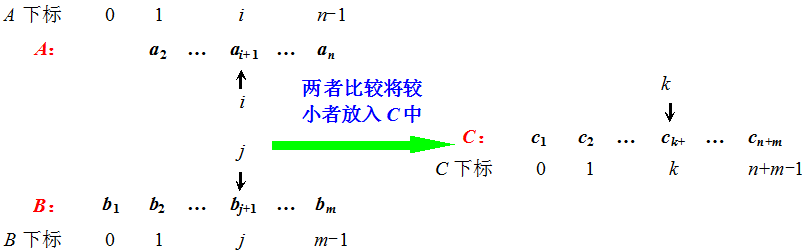 A 下标 0 1 i n-1
A： a2 … ai+1 … an
i
两者比较将较
小者放入 C 中
k
j
C： c1 c2 … ck+ … cn+m
C 下标 0 1 k n+m-1
B： b1 b2 … bj+1 … bm
B 下标 0 1 j m-1